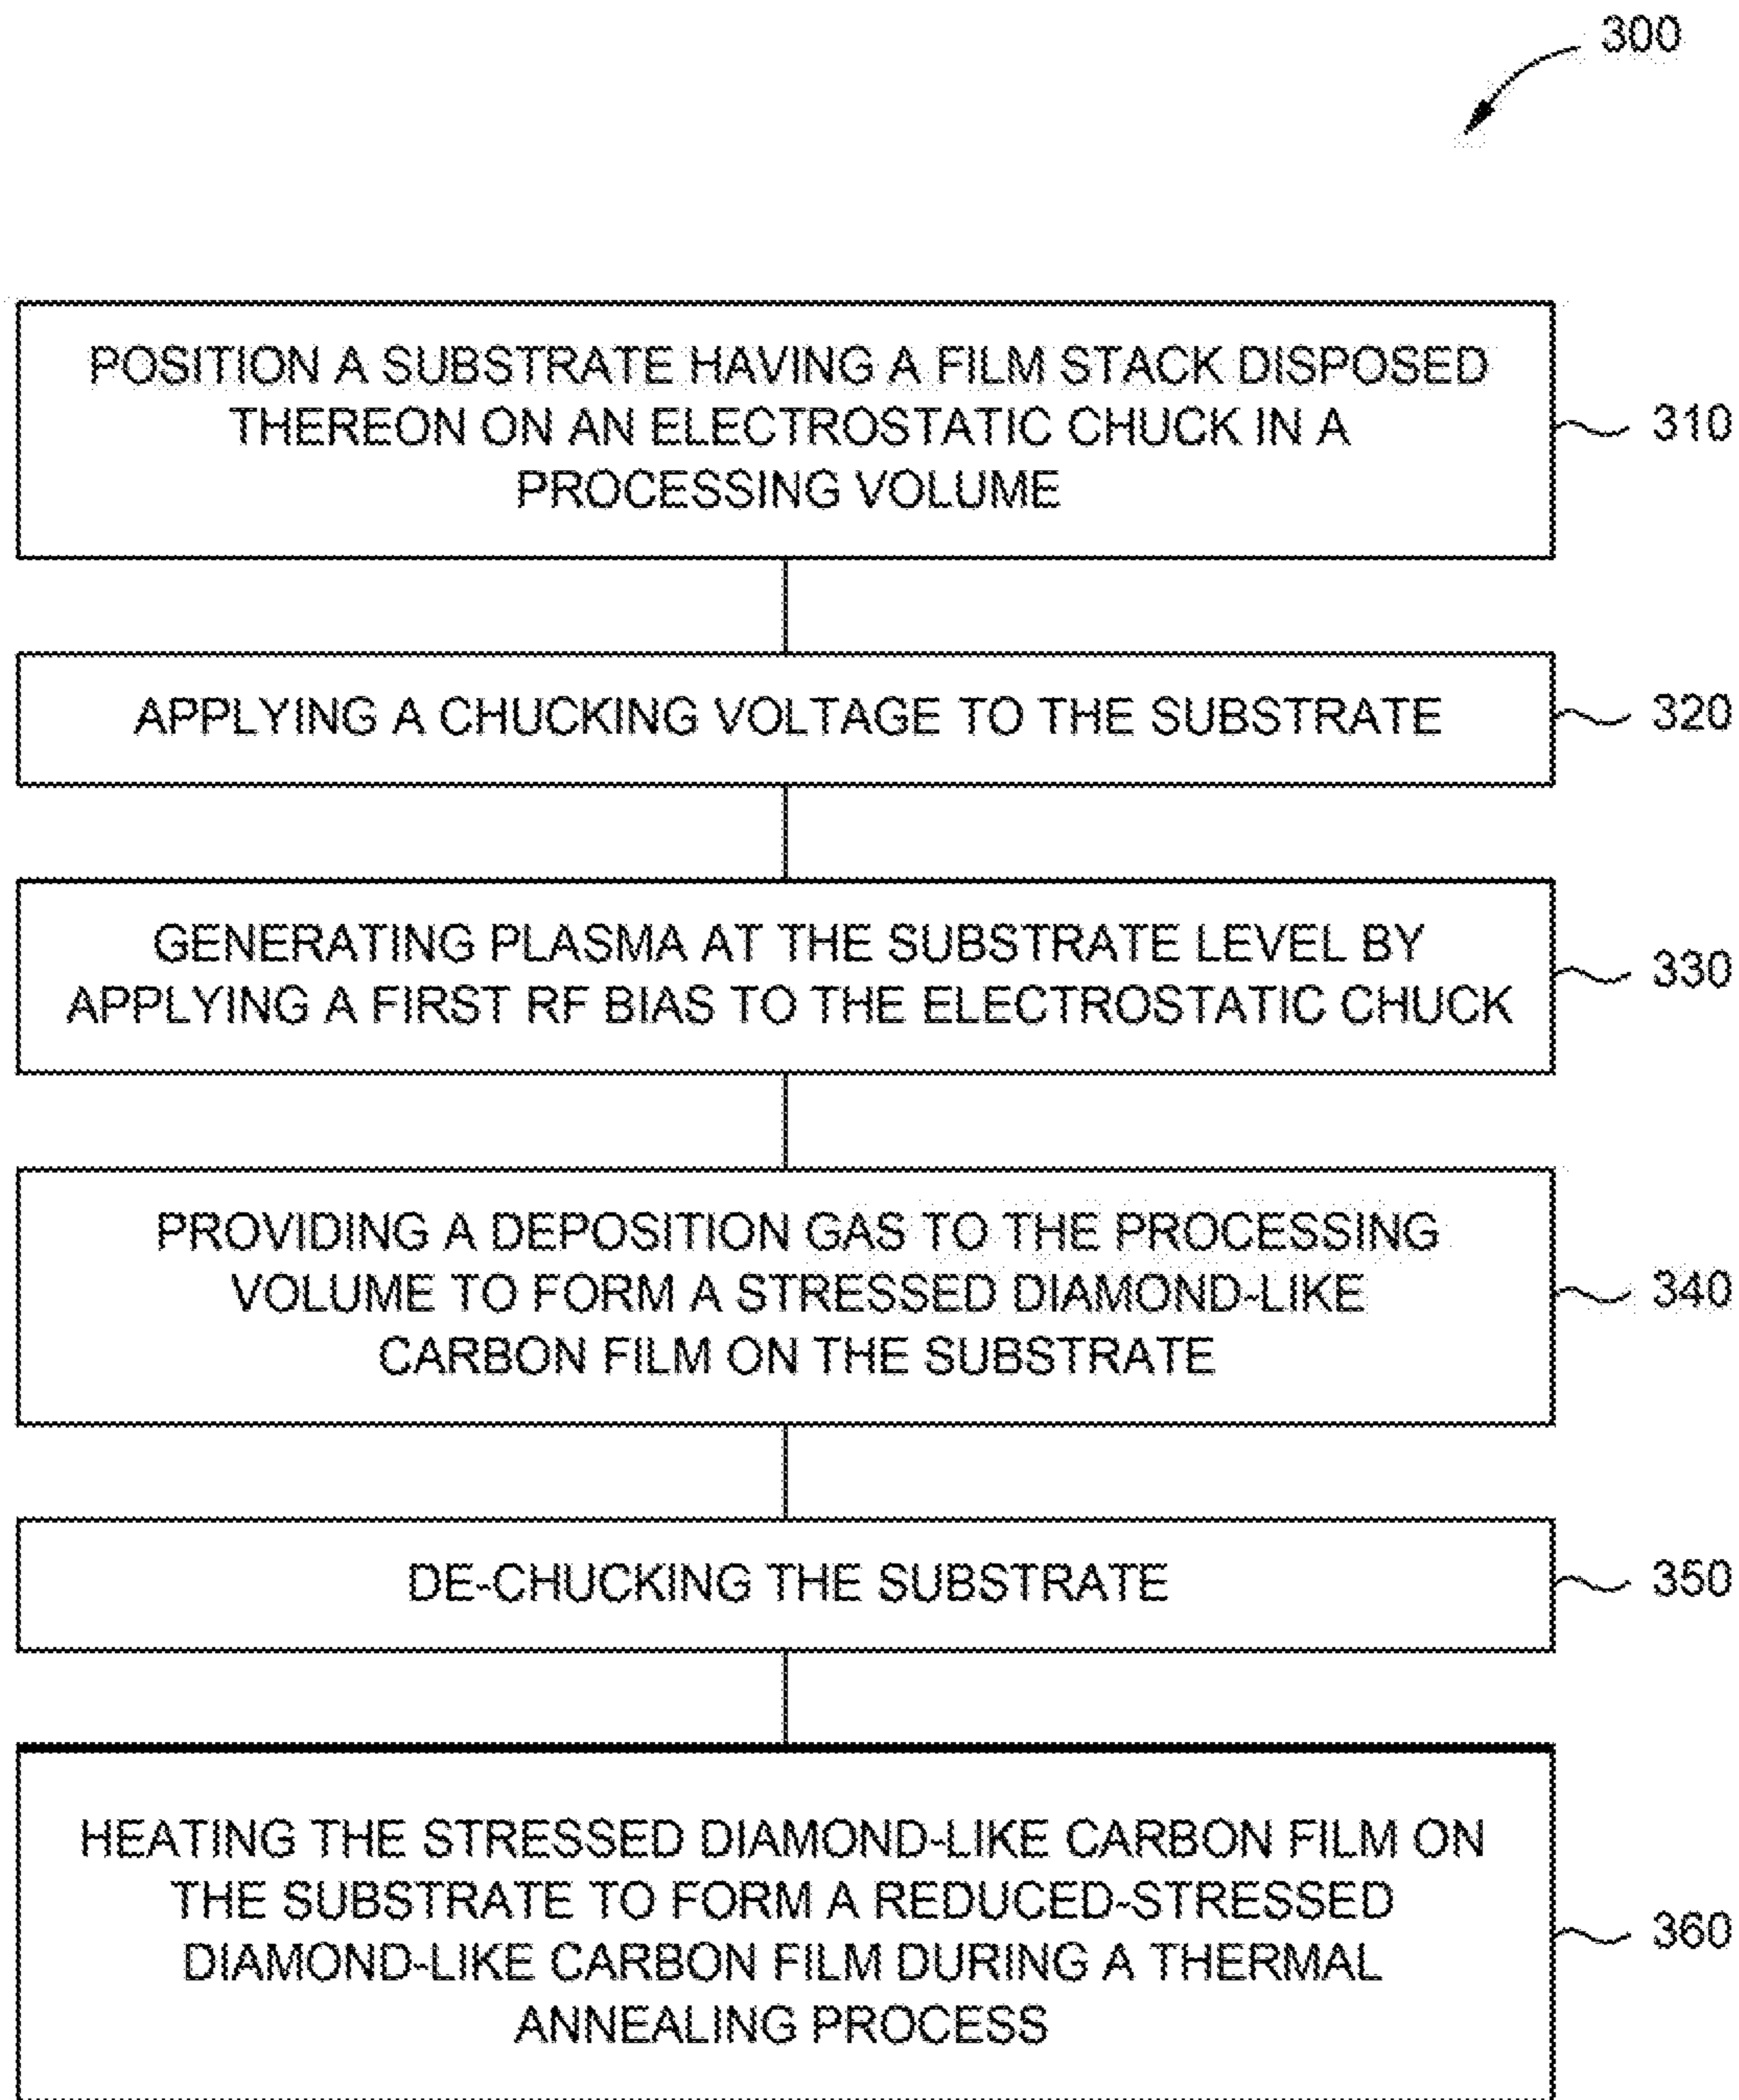 300
POSITION A SUBSTRATE HAVING A FILM STACK DISPOSED
THEREON ON AN ELECTROSTATIC CHUCK IN A
PROCESSING VOLUME
310
APPLYING A CHUCKING VOLTAGE TO THE SUBSTRATE
320
GENERATING PLASMA AT THE SUBSTRATE LEVEL BY
APPLYING A FIRST RF BIAS TO THE ELECTROSTATIC CHUCK
330
PROVIDING A DEPOSITION GAS TO THE PROCESSING
VOLUME TO FORM A STRESSED DIAMOND-LIKE
CARBON FILM ON THE SUBSTRATE
340
DE-CHUCKING THE SUBSTRATE
350
HEATING THE STRESSED DIAMOND-LIKE CARBON FILM ON
THE SUBSTRATE TO FORM A REDUCED-STRESSED
DIAMOND-LIKE CARBON FILM DURING A THERMAL
ANNEALING PROCESS
360